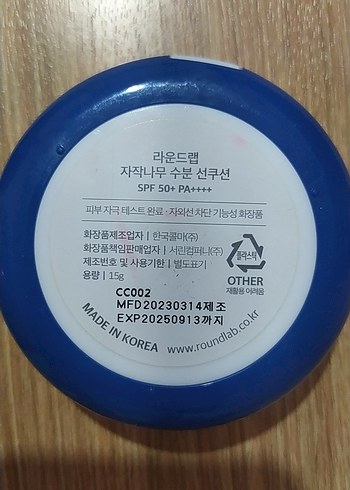 라운드랩
자작나무 수분 선쿠션
SPF 50+ PA++++
피부 자극 테스트 완료 · 자외선 차단 기능성 화장품
화장품제조업자 | 한국콜마(주)
화장품책임판매업자 | 서린컴퍼니(주)
제조번호 및 사용기한 | 별도표기
용량 | 15g
플라스틱
OTHER
재활용 어려움
CC002
MFD20230314제조
EXP20250913까지
MADE IN KOREA www.roundlab.co.kr